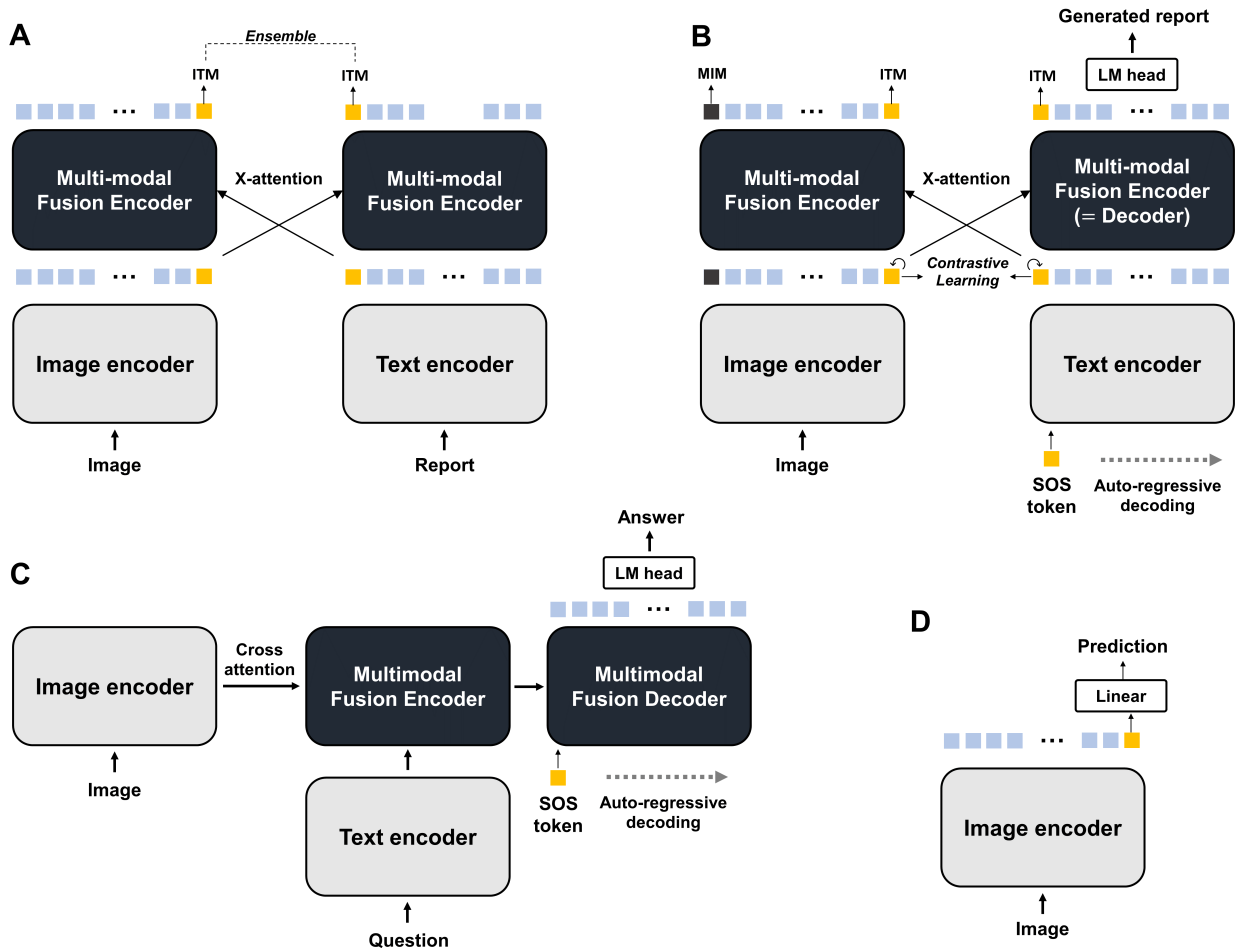 A
Ensemble
ITM
ITM
Multi-modal
Fusion Encoder
X-attention
Multi-modal
Fusion Encoder
Image encoder
Text encoder
Image
Report
B
Generated report
LM head
MIM
ITM
ITM
Multi-modal
Fusion Encoder
X-attention
Multi-modal
Fusion Encoder
(= Decoder)
Contrastive
Learning
Image encoder
Text encoder
Image
SOS
token
Auto-regressive
decoding
C
Answer
LM head
Image encoder
Cross
attention
Multimodal
Fusion Encoder
Multimodal
Fusion Decoder
Image
Text encoder
SOS
token
Auto-regressive
decoding
Question
D
Prediction
Linear
Image encoder
Image